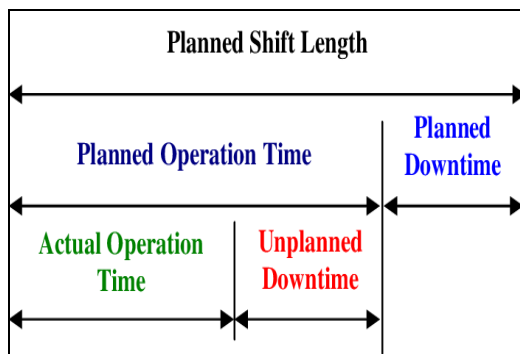 Planned Shift Length
Planned Operation Time
Planned
Downtime
Actual Operation
Time
Unplanned
Downtime